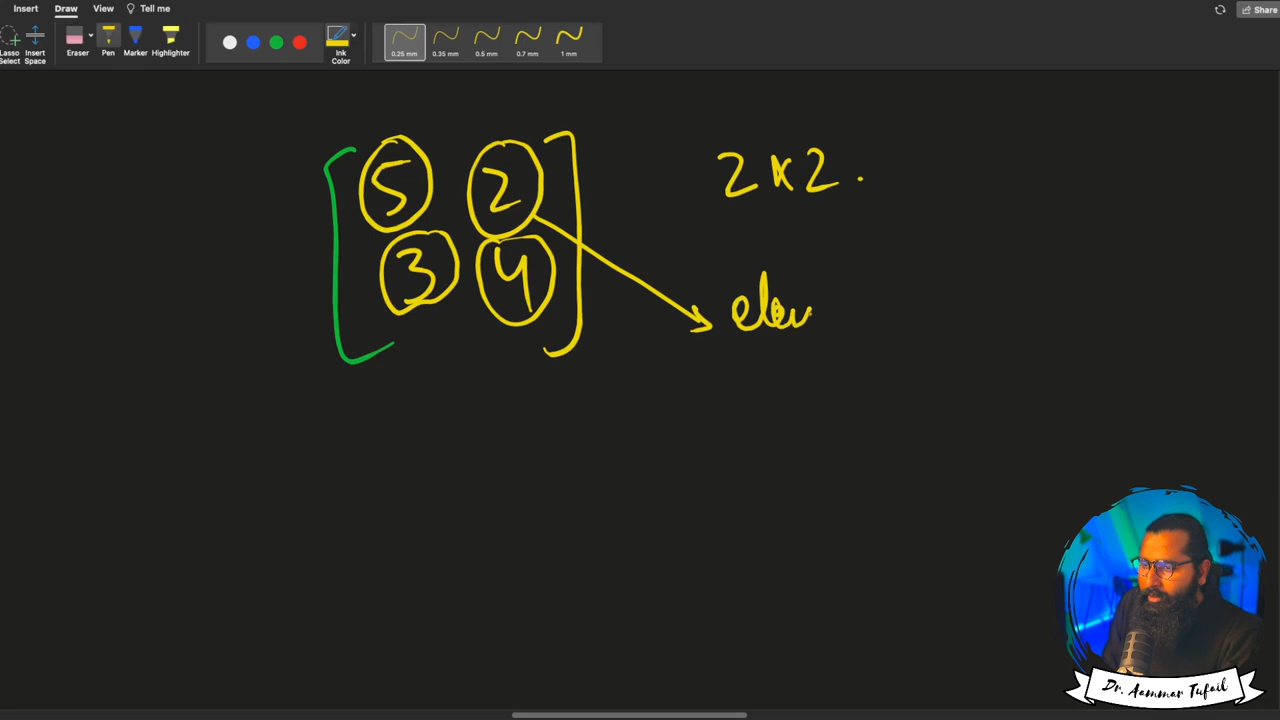 Insert Draw View Tell me Share
Lasso Select Insert Space Eraser Pen Marker Highlighter Ink Color 0.25 mm 0.35 mm 0.5 mm 0.7 mm 1 mm
5 2 2 x 2.
3 4
Dr. Aammar Tufail